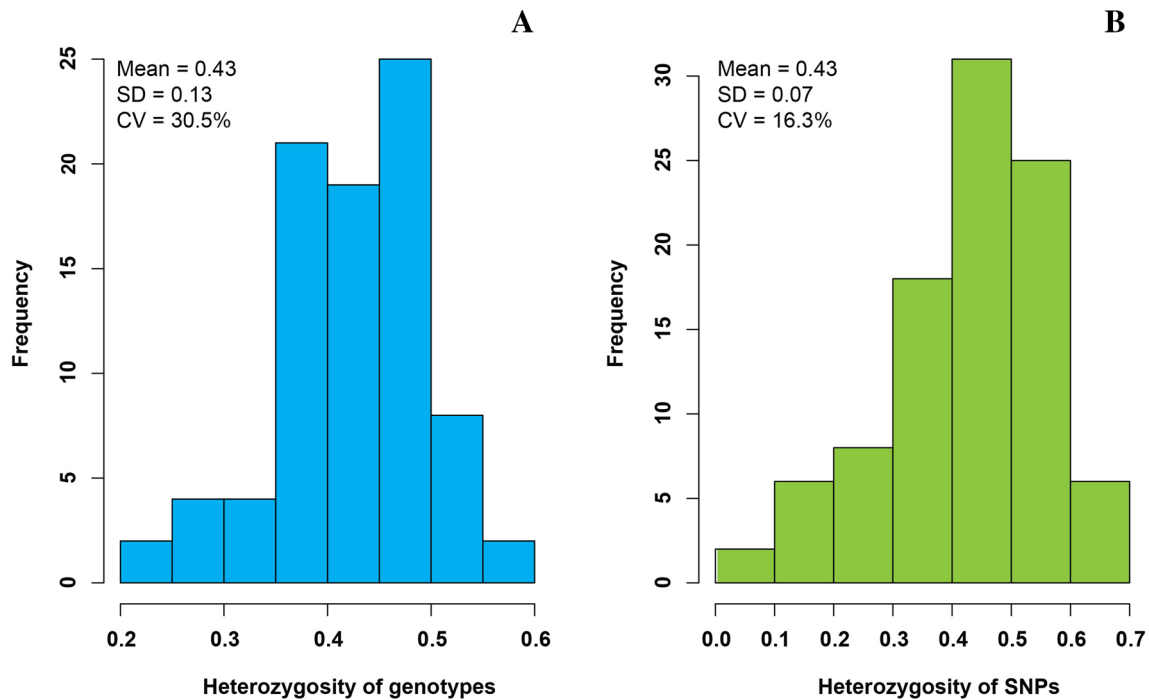 A
Mean = 0.43
SD = 0.13
CV = 30.5%
Frequency
25
20
15
10
5
0
0.2 0.3 0.4 0.5 0.6
Heterozygosity of genotypes
B
Mean = 0.43
SD = 0.07
CV = 16.3%
Frequency
30
25
20
15
10
5
0
0.0 0.1 0.2 0.3 0.4 0.5 0.6 0.7
Heterozygosity of SNPs